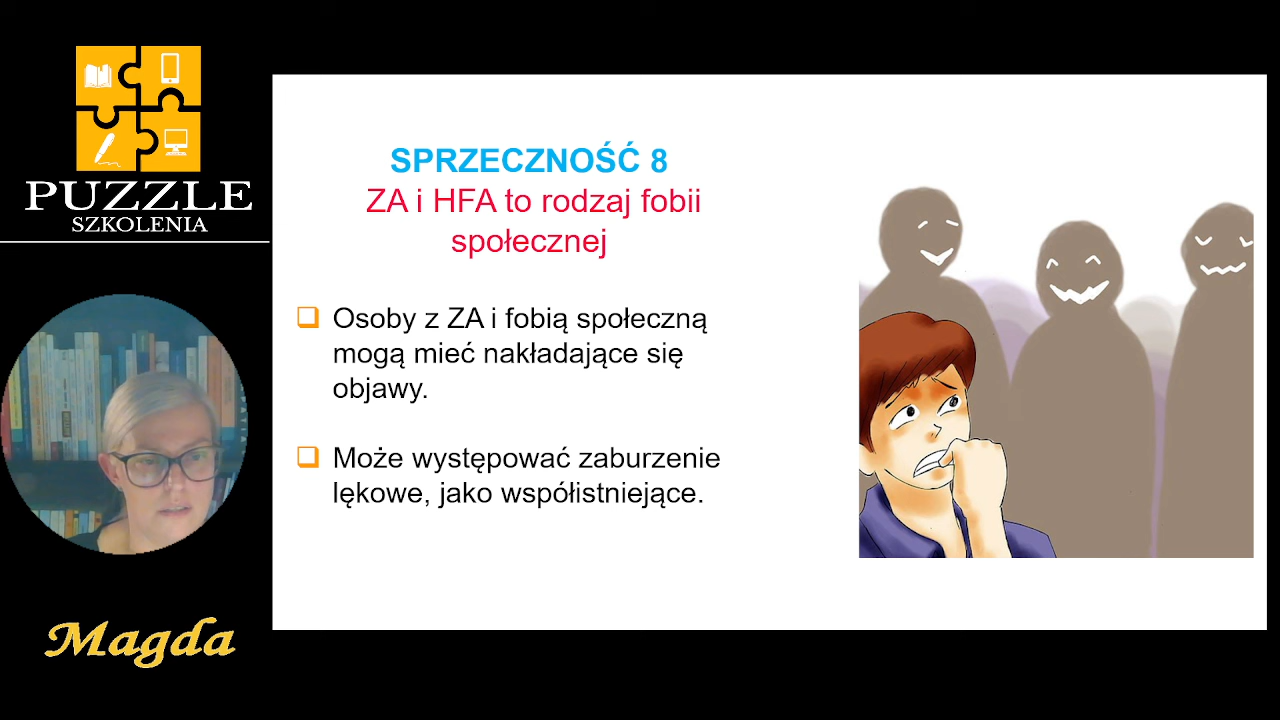 PUZZLE
SZKOLENIA
Magda
SPRZECZNOŚĆ 8
ZA i HFA to rodzaj fobii
społecznej
Osoby z ZA i fobią społeczną
mogą mieć nakładające się
objawy.
Może występować zaburzenie
lękowe, jako współistniejące.